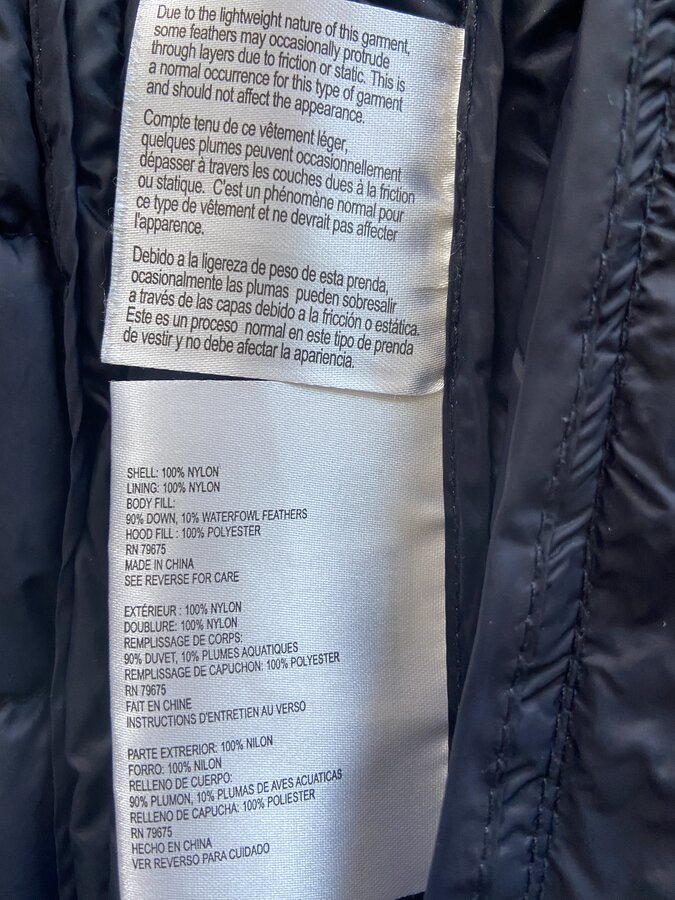 Due to the lightweight nature of this garment,
some feathers may occasionally protrude
through layers due to friction or static. This is
a normal occurrence for this type of garment
and should not affect the appearance.
Compte tenu de ce vêtement léger,
quelques plumes peuvent occasionnellement
dépasser à travers les couches dues à la friction
ou statique. C'est un phénomène normal pour
ce type de vêtement et ne devrait pas affecter
l'apparence.
Debido a la ligereza de peso de esta prenda,
ocasionalmente las plumas pueden sobresalir
a través de las capas debido a la fricción o estática.
Este es un proceso normal en este tipo de prenda
de vestir y no debe afectar la apariencia.
SHELL: 100% NYLON
LINING: 100% NYLON
BODY FILL:
90% DOWN, 10% WATERFOWL FEATHERS
HOOD FILL : 100% POLYESTER
RN 79675
MADE IN CHINA
SEE REVERSE FOR CARE
EXTÉRIEUR : 100% NYLON
DOUBLURE: 100% NYLON
REMPLISSAGE DE CORPS:
90% DUVET, 10% PLUMES AQUATIQUES
REMPLISSAGE DE CAPUCHON: 100% POLYESTER
RN 79675
FAIT EN CHINE
INSTRUCTIONS D'ENTRETIEN AU VERSO
PARTE EXTRERIOR: 100% NILON
FORRO: 100% NILON
RELLENO DE CUERPO:
90% PLUMON, 10% PLUMAS DE AVES ACUATICAS
RELLENO DE CAPUCHA: 100% POLIESTER
RN 79675
HECHO EN CHINA
VER REVERSO PARA CUIDADO